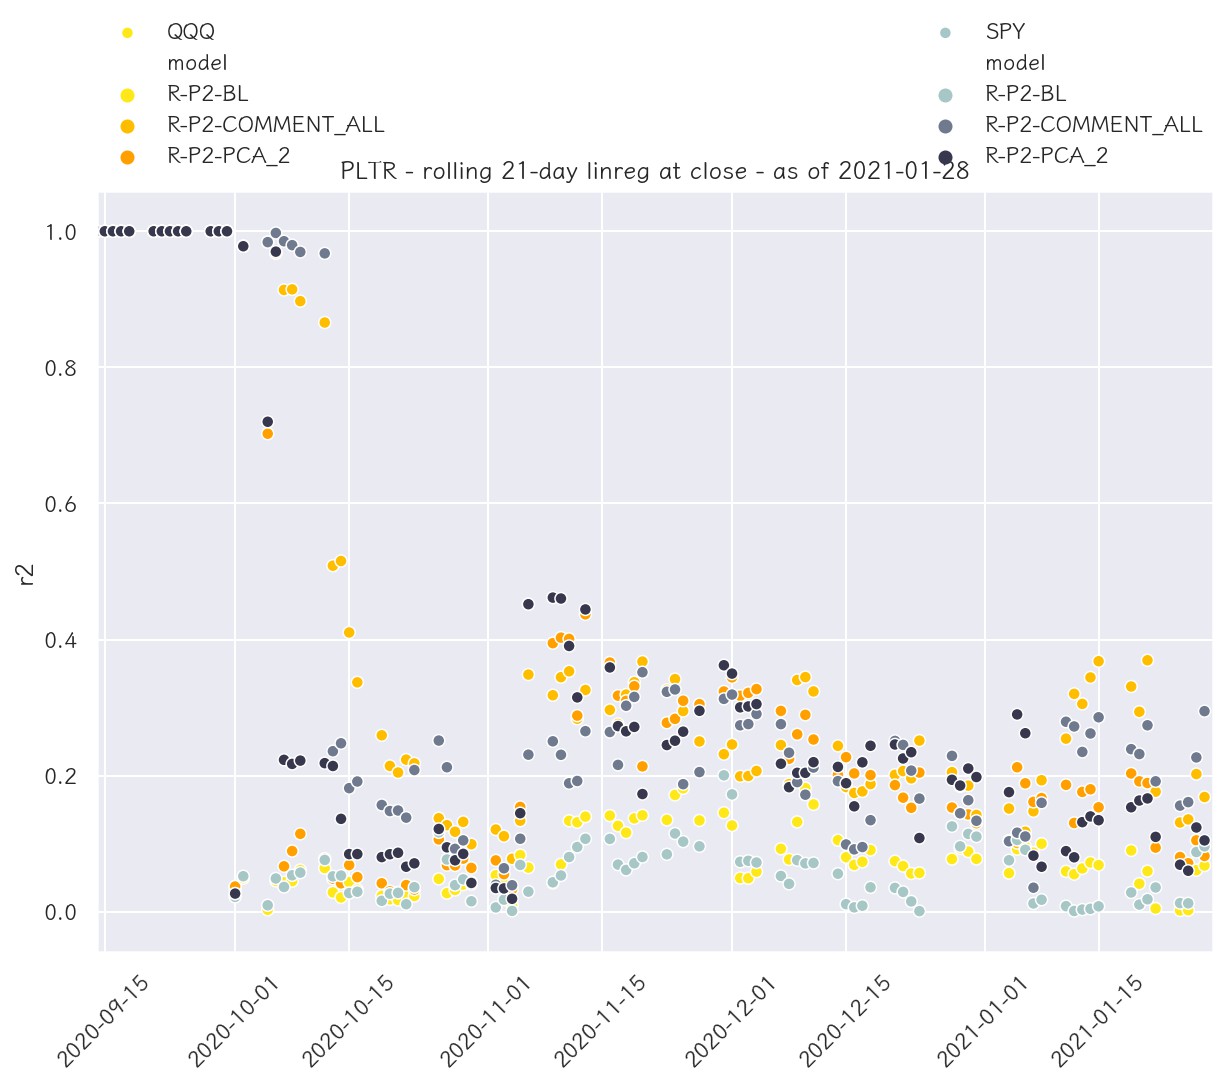 QQQ
model
R-P2-BL
R-P2-COMMENT_ALL
R-P2-PCA_2
SPY
model
R-P2-BL
R-P2-COMMENT_ALL
R-P2-PCA_2
PLTR - rolling 21-day linreg at close - as of 2021-01-28
1.0
0.8
0.6
0.4
0.2
0.0
r2
2020-09-15
2020-10-01
2020-10-15
2020-11-01
2020-11-15
2020-12-01
2020-12-15
2021-01-01
2021-01-15